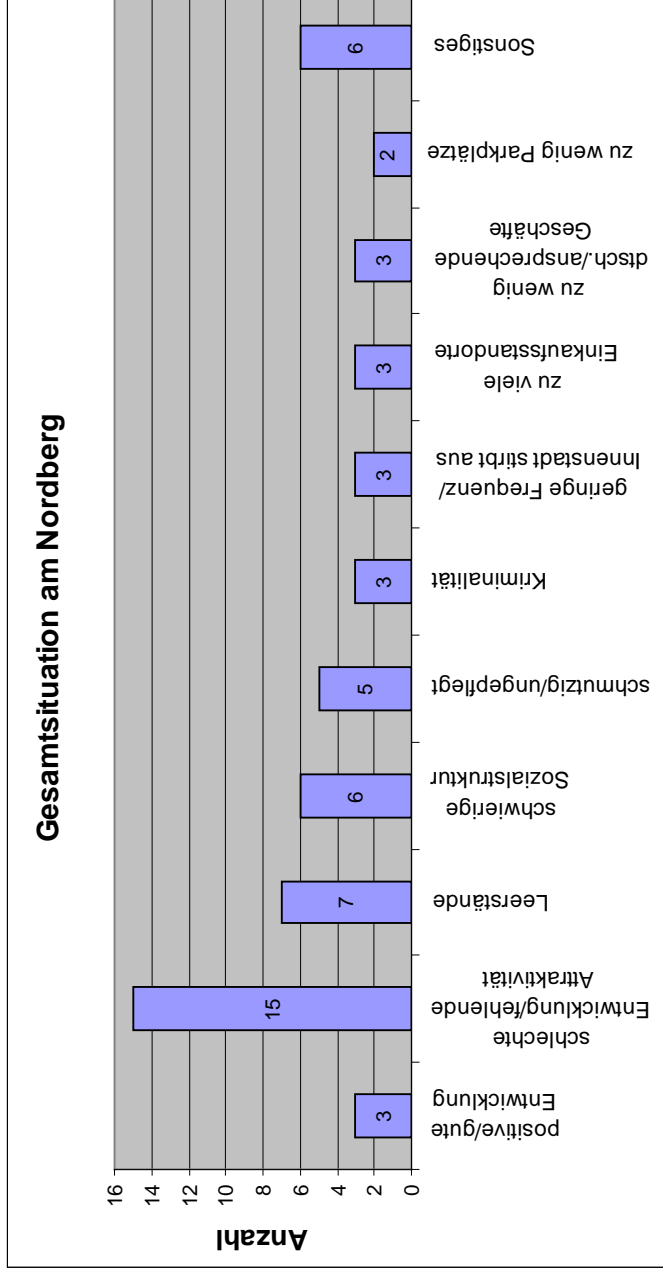 Gesamtsituation am Nordberg
Anzahl
16
14
12
10
8
6
4
2
0
3
15
7
6
5
3
3
3
3
2
6
positive/gute
Entwicklung
schlechte
Entwicklung/fehlende
Attraktivität
Leerstände
schwierige
Sozialstruktur
schmutzig/ungepflegt
Kriminalität
geringe Frequenz/
Innenstadt stirbt aus
zu viele
Einkaufsstandorte
zu wenig
dtsch./ansprechende
Geschäfte
zu wenig Parkplätze
Sonstiges